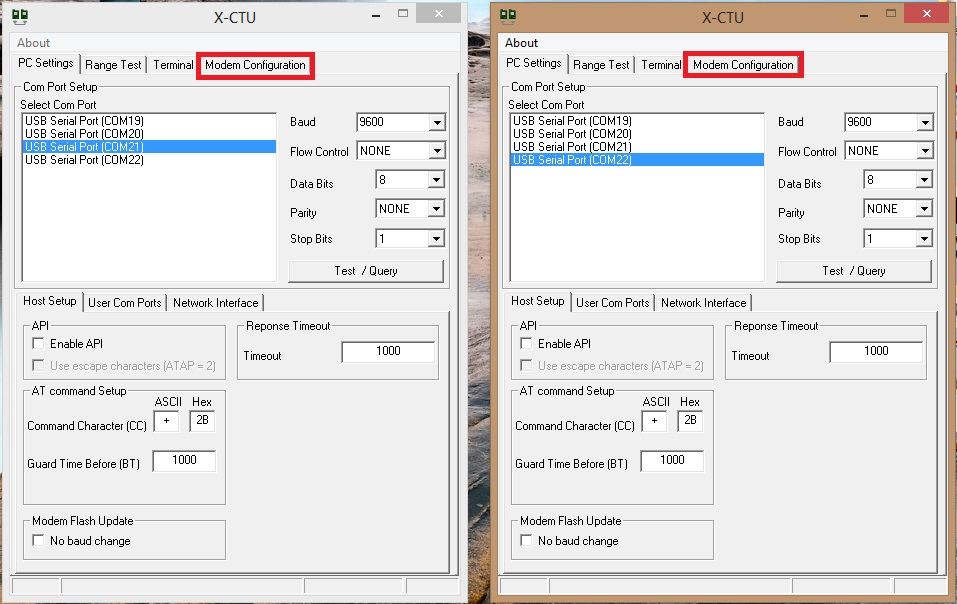 X-CTU
About
PC Settings Range Test Terminal Modem Configuration
Com Port Setup
Select Com Port
USB Serial Port (COM19)
USB Serial Port (COM20)
USB Serial Port (COM21)
USB Serial Port (COM22)
Baud 9600
Flow Control NONE
Data Bits 8
Parity NONE
Stop Bits 1
Test / Query
Host Setup User Com Ports Network Interface
API
Enable API
Use escape characters (ATAP = 2)
Reponse Timeout
Timeout 1000
AT command Setup
ASCII Hex
Command Character (CC) + 2B
Guard Time Before (BT) 1000
Modem Flash Update
No baud change
X-CTU
About
PC Settings Range Test Terminal Modem Configuration
Com Port Setup
Select Com Port
USB Serial Port (COM19)
USB Serial Port (COM20)
USB Serial Port (COM21)
USB Serial Port (COM22)
Baud 9600
Flow Control NONE
Data Bits 8
Parity NONE
Stop Bits 1
Test / Query
Host Setup User Com Ports Network Interface
API
Enable API
Use escape characters (ATAP = 2)
Reponse Timeout
Timeout 1000
AT command Setup
ASCII Hex
Command Character (CC) + 2B
Guard Time Before (BT) 1000
Modem Flash Update
No baud change